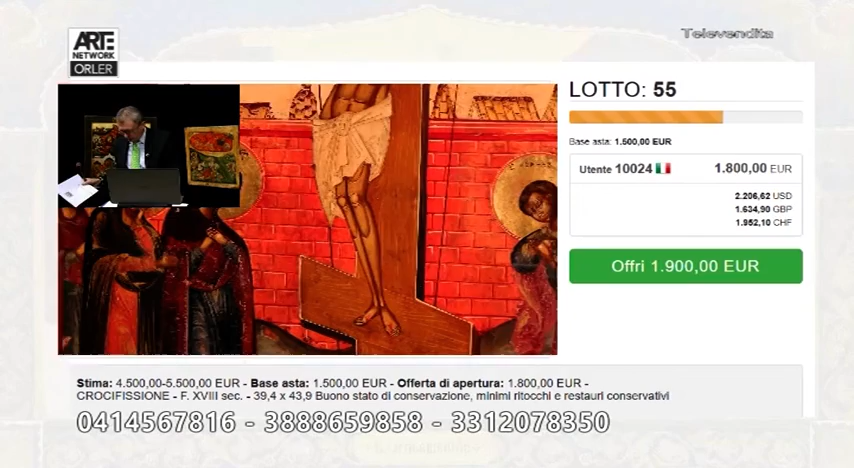 ARTE
NETWORK
ORLER
Televendita
LOTTO: 55
Base asta: 1.500,00 EUR
Utente 10024 1.800,00 EUR
2.206,62 USD
1.634,90 GBP
1.952,10 CHF
Offri 1.900,00 EUR
Stima: 4.500,00-5.500,00 EUR - Base asta: 1.500,00 EUR - Offerta di apertura: 1.800,00 EUR -
CROCIFISSIONE - F. XVIII sec. - 39,4 x 43,9 Buono stato di conservazione, minimi ritocchi e restauri conservativi
0414567816 - 3888659858 - 3312078350